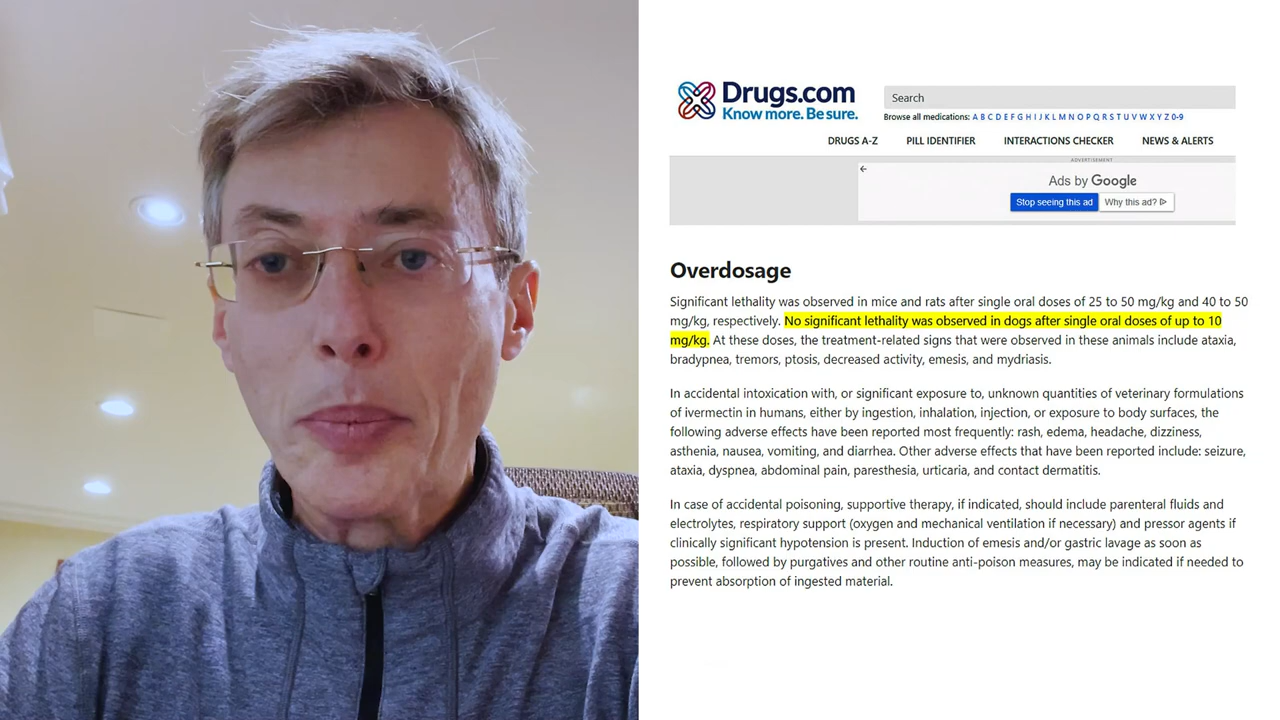 Drugs.com
Know more. Be sure.
Search
Browse all medications: A B C D E F G H I J K L M N O P Q R S T U V W X Y Z 0-9
DRUGS A-Z PILL IDENTIFIER INTERACTIONS CHECKER NEWS & ALERTS
ADVERTISEMENT
Ads by Google
Stop seeing this ad Why this ad?
Overdosage
Significant lethality was observed in mice and rats after single oral doses of 25 to 50 mg/kg and 40 to 50
mg/kg, respectively. No significant lethality was observed in dogs after single oral doses of up to 10
mg/kg. At these doses, the treatment-related signs that were observed in these animals include ataxia,
bradypnea, tremors, ptosis, decreased activity, emesis, and mydriasis.
In accidental intoxication with, or significant exposure to, unknown quantities of veterinary formulations
of ivermectin in humans, either by ingestion, inhalation, injection, or exposure to body surfaces, the
following adverse effects have been reported most frequently: rash, edema, headache, dizziness,
asthenia, nausea, vomiting, and diarrhea. Other adverse effects that have been reported include: seizure,
ataxia, dyspnea, abdominal pain, paresthesia, urticaria, and contact dermatitis.
In case of accidental poisoning, supportive therapy, if indicated, should include parenteral fluids and
electrolytes, respiratory support (oxygen and mechanical ventilation if necessary) and pressor agents if
clinically significant hypotension is present. Induction of emesis and/or gastric lavage as soon as
possible, followed by purgatives and other routine anti-poison measures, may be indicated if needed to
prevent absorption of ingested material.